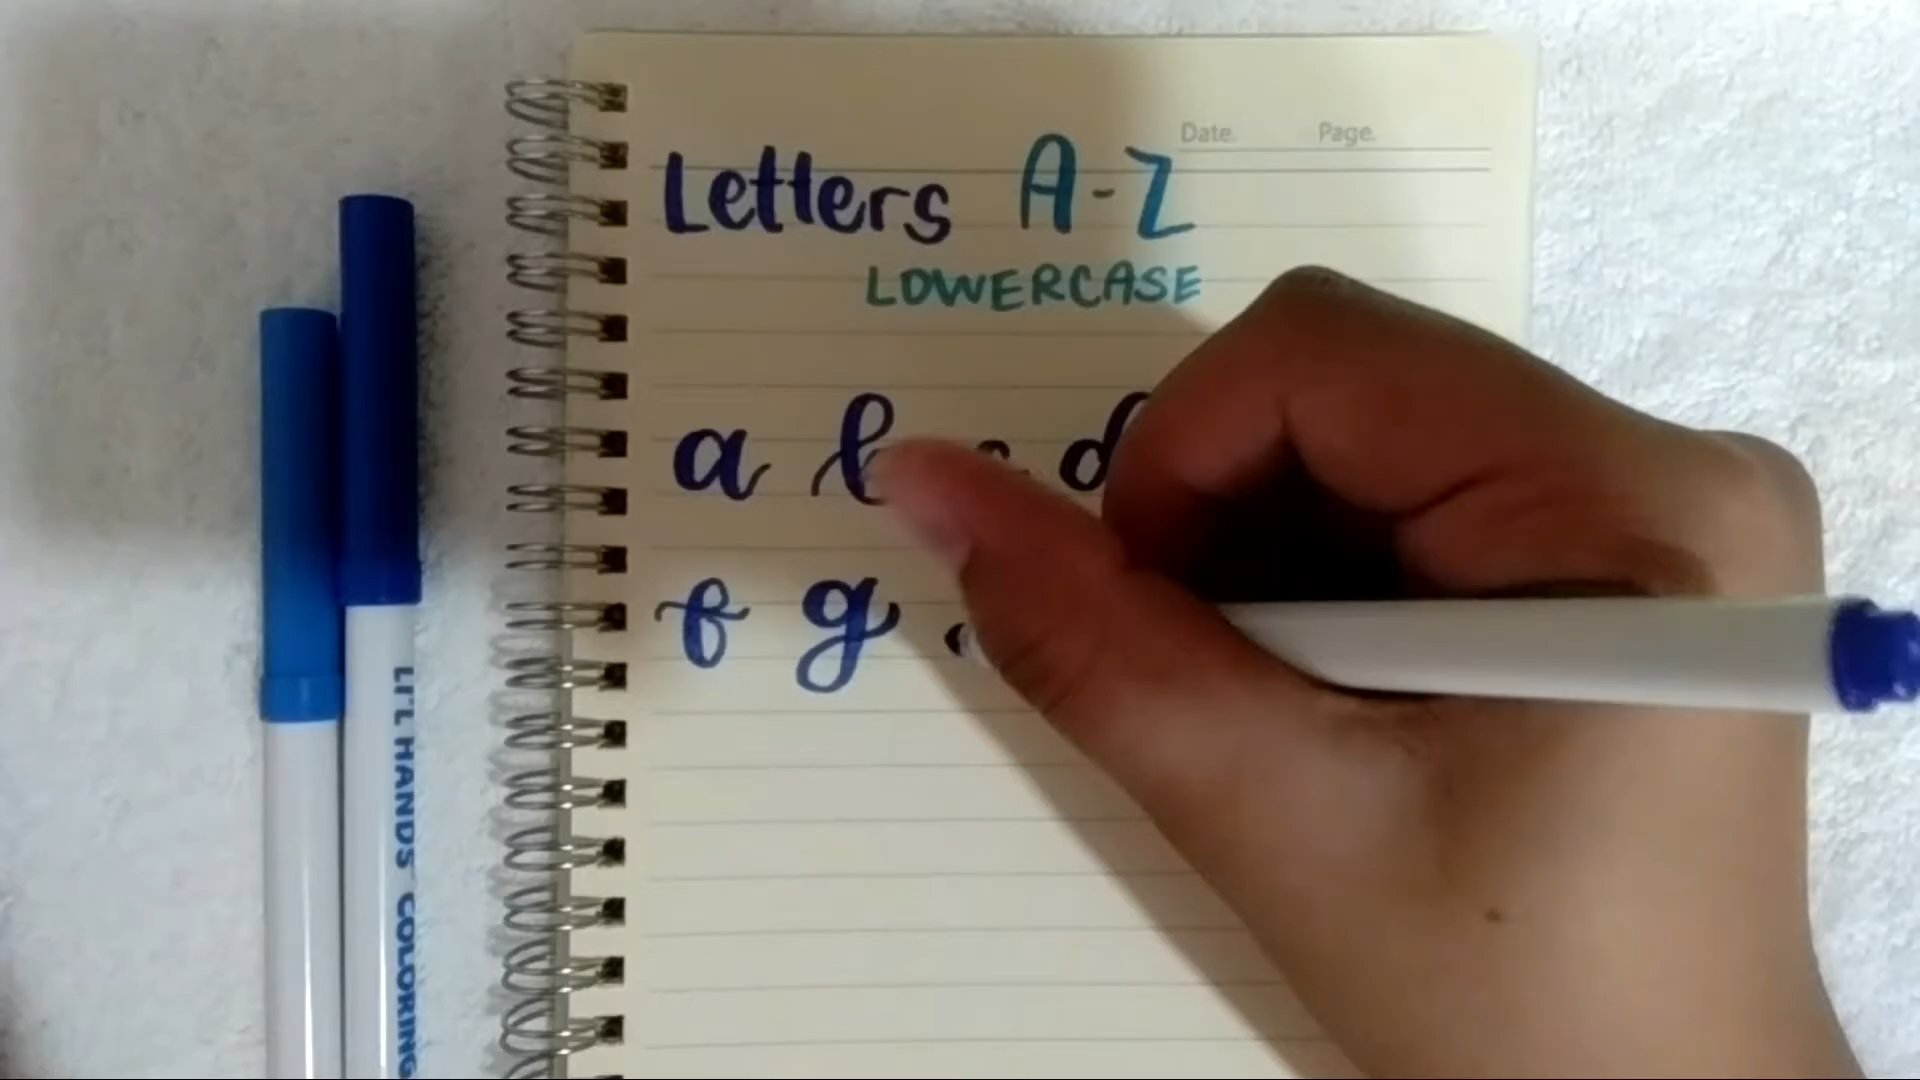 Date. Page.
Letters A-Z
LOWERCASE
a b c d
f g
LI'L HANDS COLORING